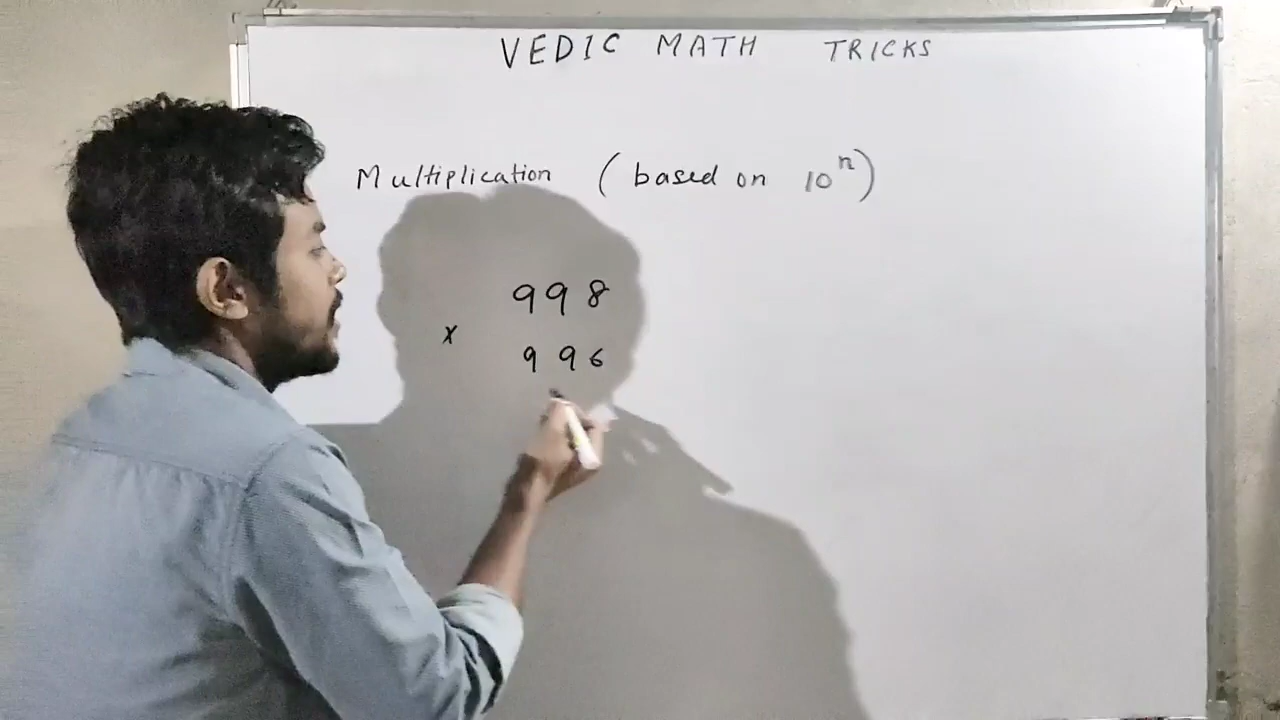 VEDIC MATH TRICKS
Multiplication (based on 10ⁿ)
998
x
996